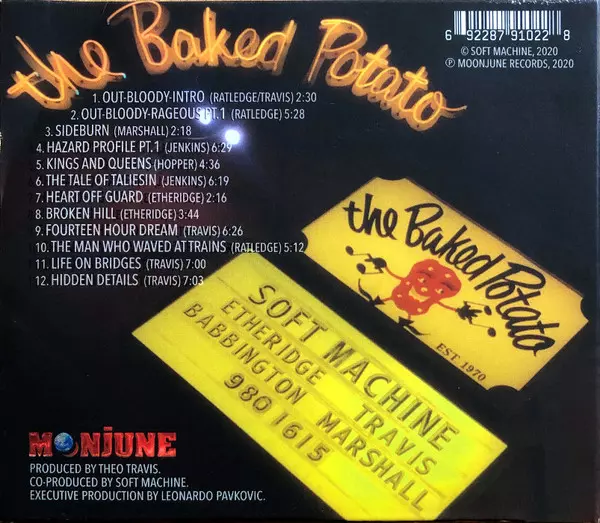 the Baked Potato
6 92287 91022 8
© SOFT MACHINE, 2020
℗ MOONJUNE RECORDS, 2020
1. OUT-BLOODY-INTRO (RATLEDGE/TRAVIS) 2:30
2. OUT-BLOODY-RAGEOUS PT.1 (RATLEDGE) 5:28
3. SIDEBURN (MARSHALL) 2:18
4. HAZARD PROFILE PT.1 (JENKINS) 6:29
5. KINGS AND QUEENS (HOPPER) 4:36
6. THE TALE OF TALIESIN (JENKINS) 6:19
7. HEART OFF GUARD (ETHERIDGE) 2:16
8. BROKEN HILL (ETHERIDGE) 3:44
9. FOURTEEN HOUR DREAM (TRAVIS) 6:26
10. THE MAN WHO WAVED AT TRAINS (RATLEDGE) 5:12
11. LIFE ON BRIDGES (TRAVIS) 7:00
12. HIDDEN DETAILS (TRAVIS) 7:03
the Baked Potato
EST 1970
SOFT MACHINE
ETHERIDGE TRAVIS
BABBINGTON MARSHALL
980 1615
MOONJUNE
PRODUCED BY THEO TRAVIS.
CO-PRODUCED BY SOFT MACHINE.
EXECUTIVE PRODUCTION BY LEONARDO PAVKOVIC.